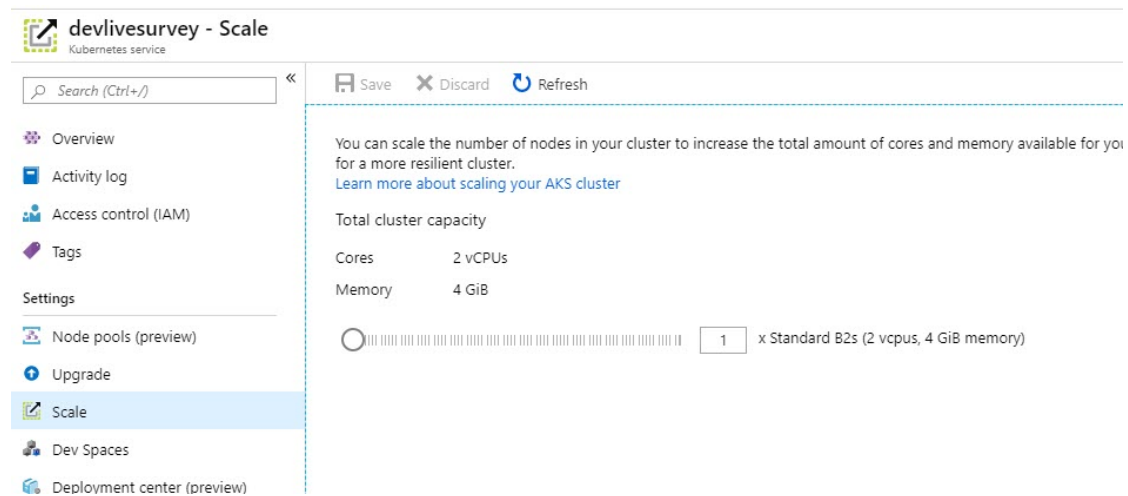 devlivesurvey - Scale
Kubernetes service
Search (Ctrl+/)
«
Save Discard Refresh
Overview
Activity log
Access control (IAM)
Tags
Settings
Node pools (preview)
Upgrade
Scale
Dev Spaces
Deployment center (preview)
You can scale the number of nodes in your cluster to increase the total amount of cores and memory available for
for a more resilient cluster.
Learn more about scaling your AKS cluster
Total cluster capacity
Cores 2 vCPUs
Memory 4 GiB
1 x Standard B2s (2 vcpus, 4 GiB memory)